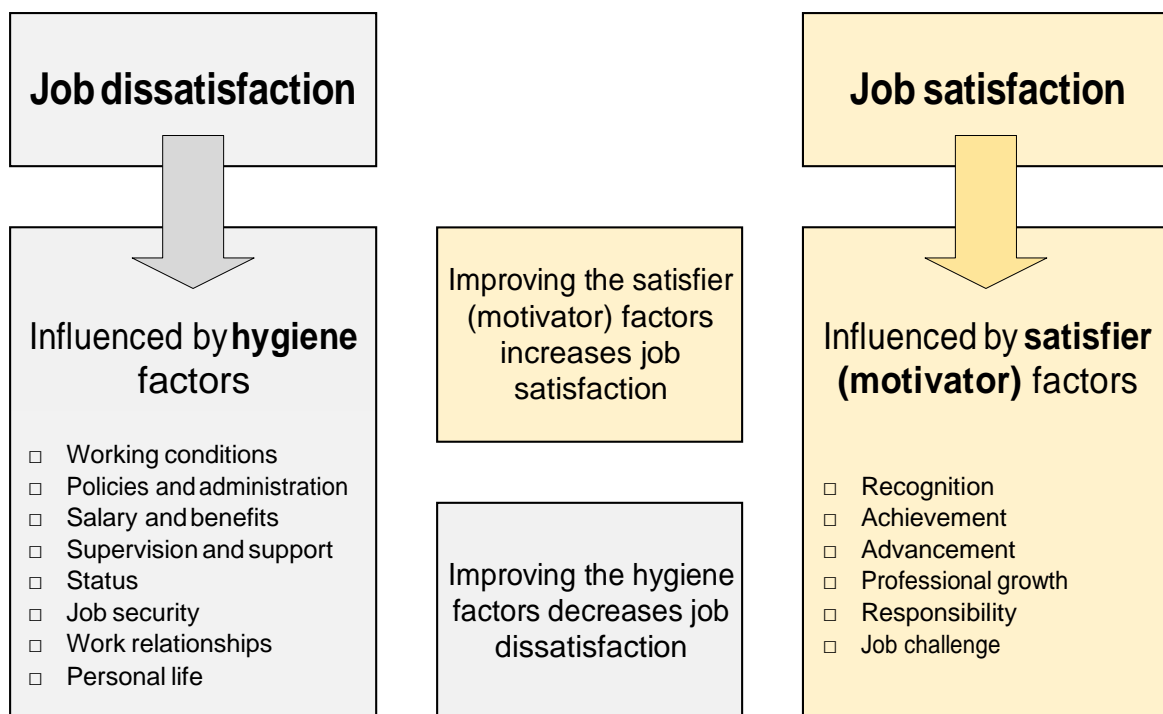 Job dissatisfaction
Influenced by hygiene
factors
□ Working conditions
□ Policies and administration
□ Salary and benefits
□ Supervision and support
□ Status
□ Job security
□ Work relationships
□ Personal life
Improving the satisfier
(motivator) factors
increases job
satisfaction
Improving the hygiene
factors decreases job
dissatisfaction
Job satisfaction
Influenced by satisfier
(motivator) factors
□ Recognition
□ Achievement
□ Advancement
□ Professional growth
□ Responsibility
□ Job challenge